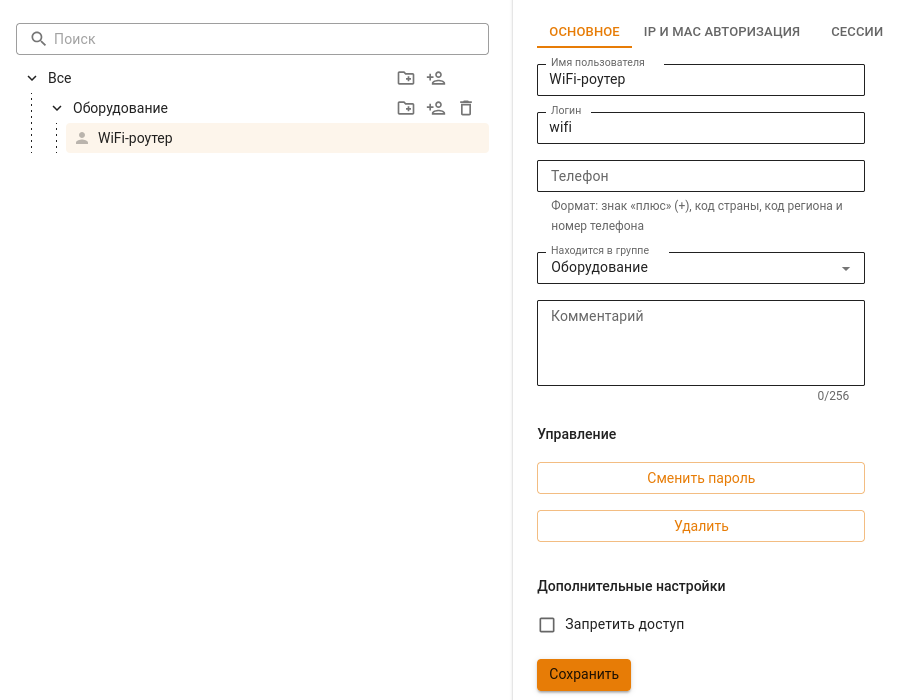 Поиск
Все
Оборудование
WiFi-роутер
ОСНОВНОЕ
IP И MAC АВТОРИЗАЦИЯ
СЕССИИ
Имя пользователя
WiFi-роутер
Логин
wifi
Телефон
Формат: знак «плюс» (+), код страны, код региона и
номер телефона
Находится в группе
Оборудование
Комментарий
0/256
Управление
Сменить пароль
Удалить
Дополнительные настройки
Запретить доступ
Сохранить